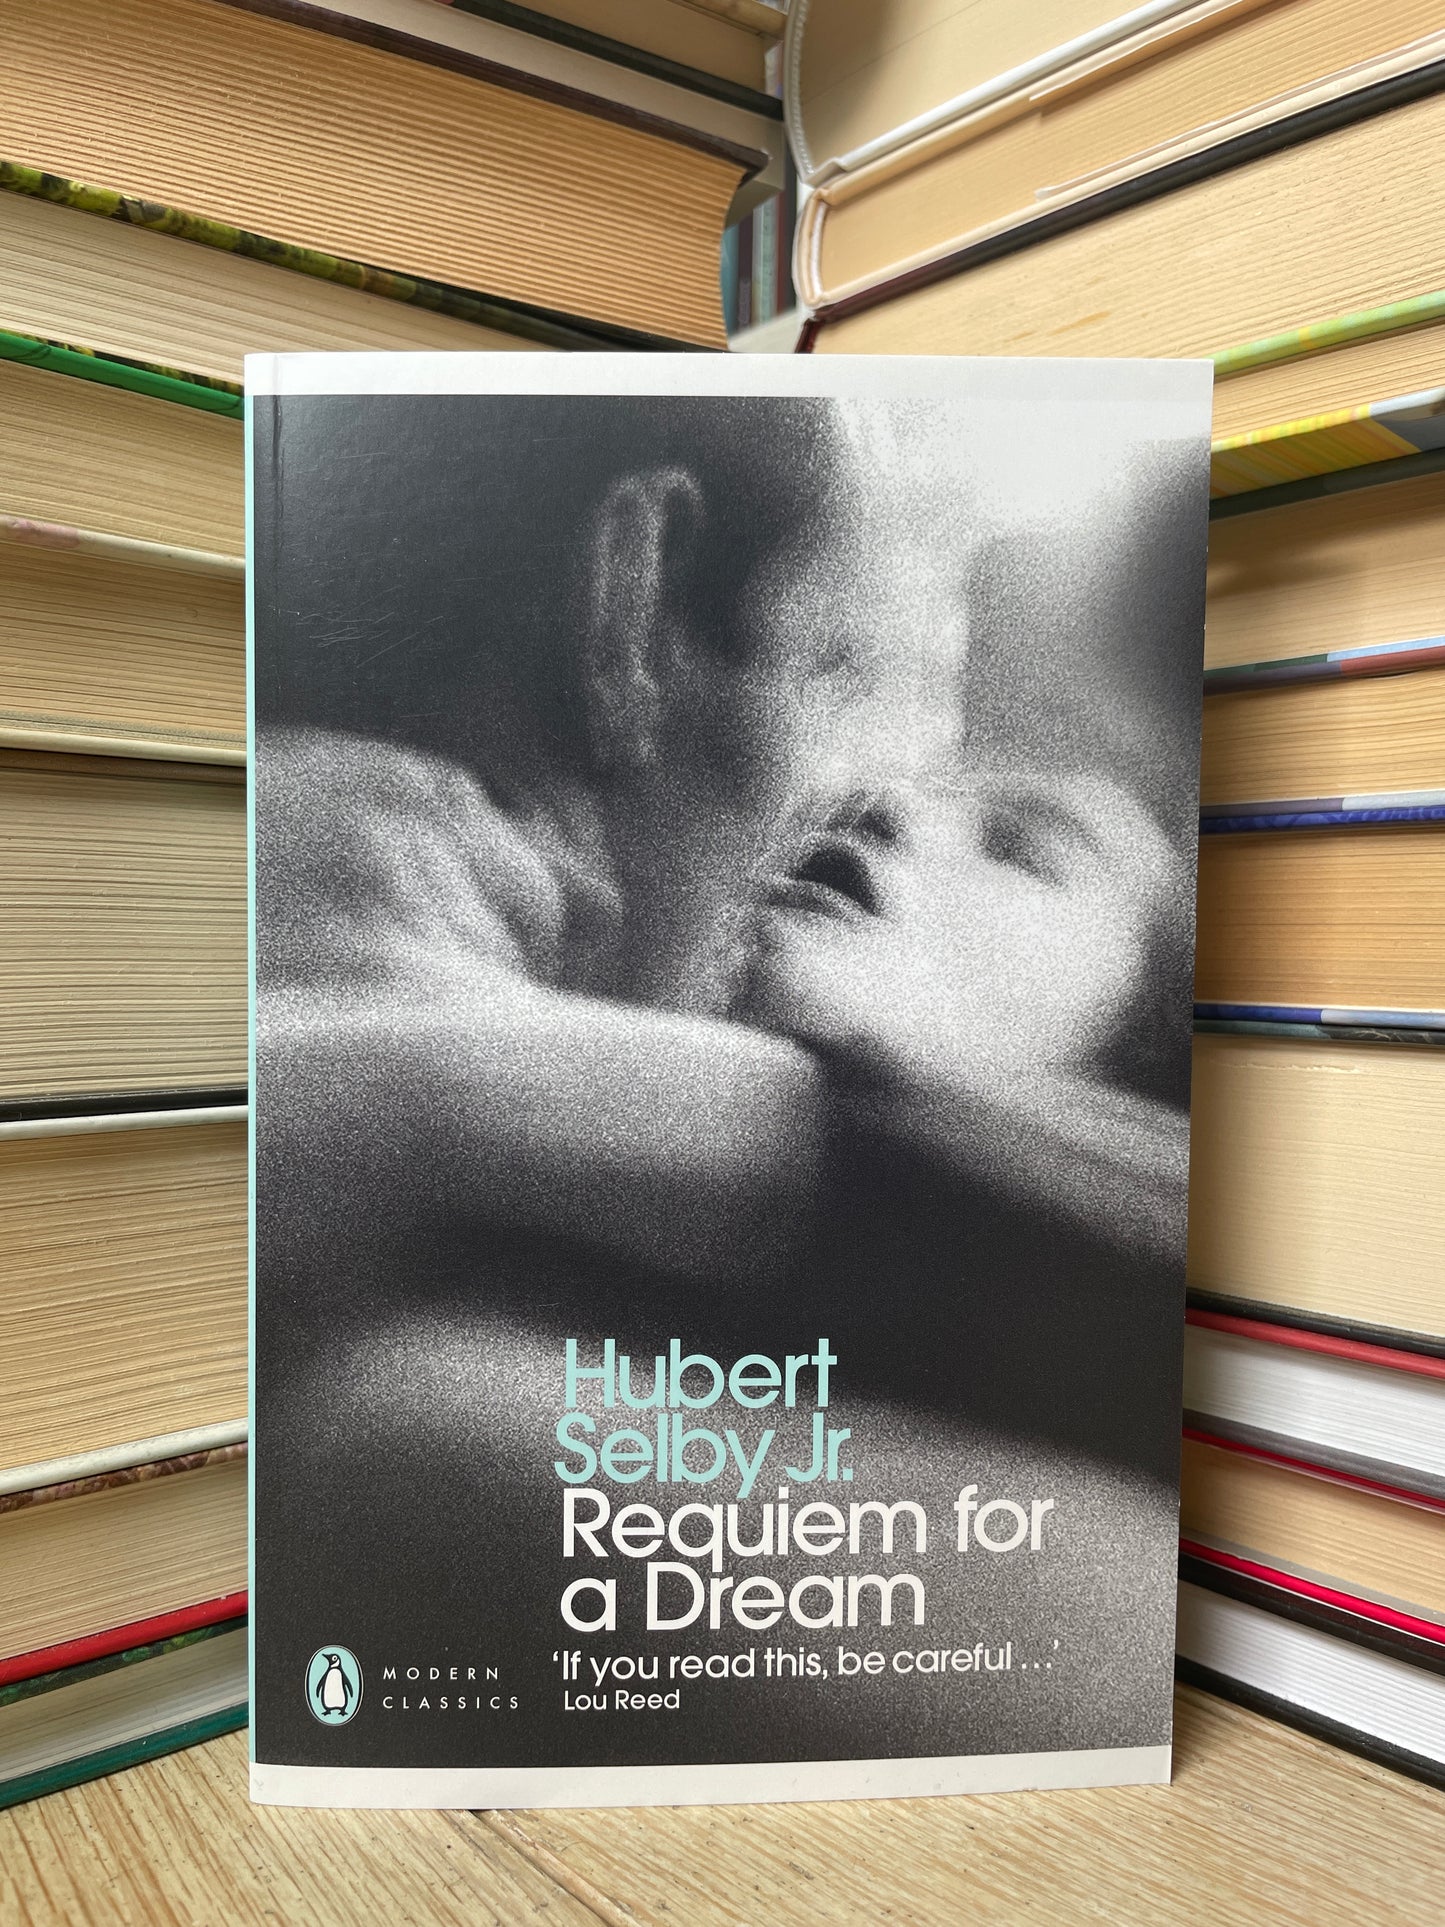 Hubert
Selby Jr.
Requiem for
a Dream
‘If you read this, be careful ...’
Lou Reed
MODERN
CLASSICS